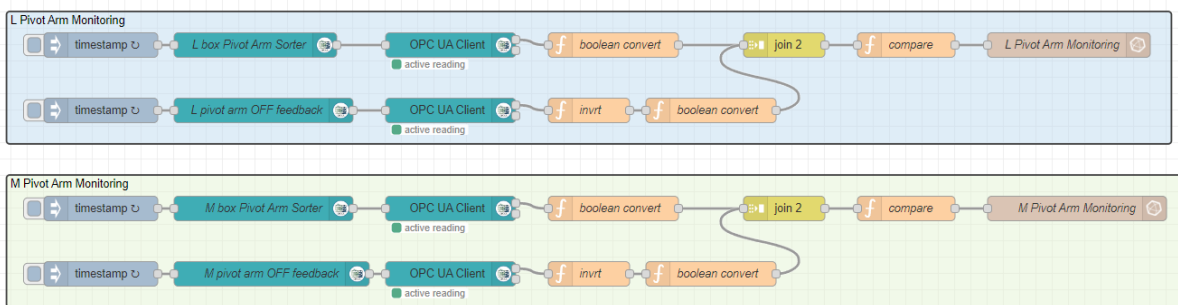 L Pivot Arm Monitoring
timestamp ↻ L box Pivot Arm Sorter OPC UA Client boolean convert join 2 compare L Pivot Arm Monitoring
active reading
timestamp ↻ L pivot arm OFF feedback OPC UA Client invrt boolean convert
active reading
M Pivot Arm Monitoring
timestamp ↻ M box Pivot Arm Sorter OPC UA Client boolean convert join 2 compare M Pivot Arm Monitoring
active reading
timestamp ↻ M pivot arm OFF feedback OPC UA Client invrt boolean convert
active reading